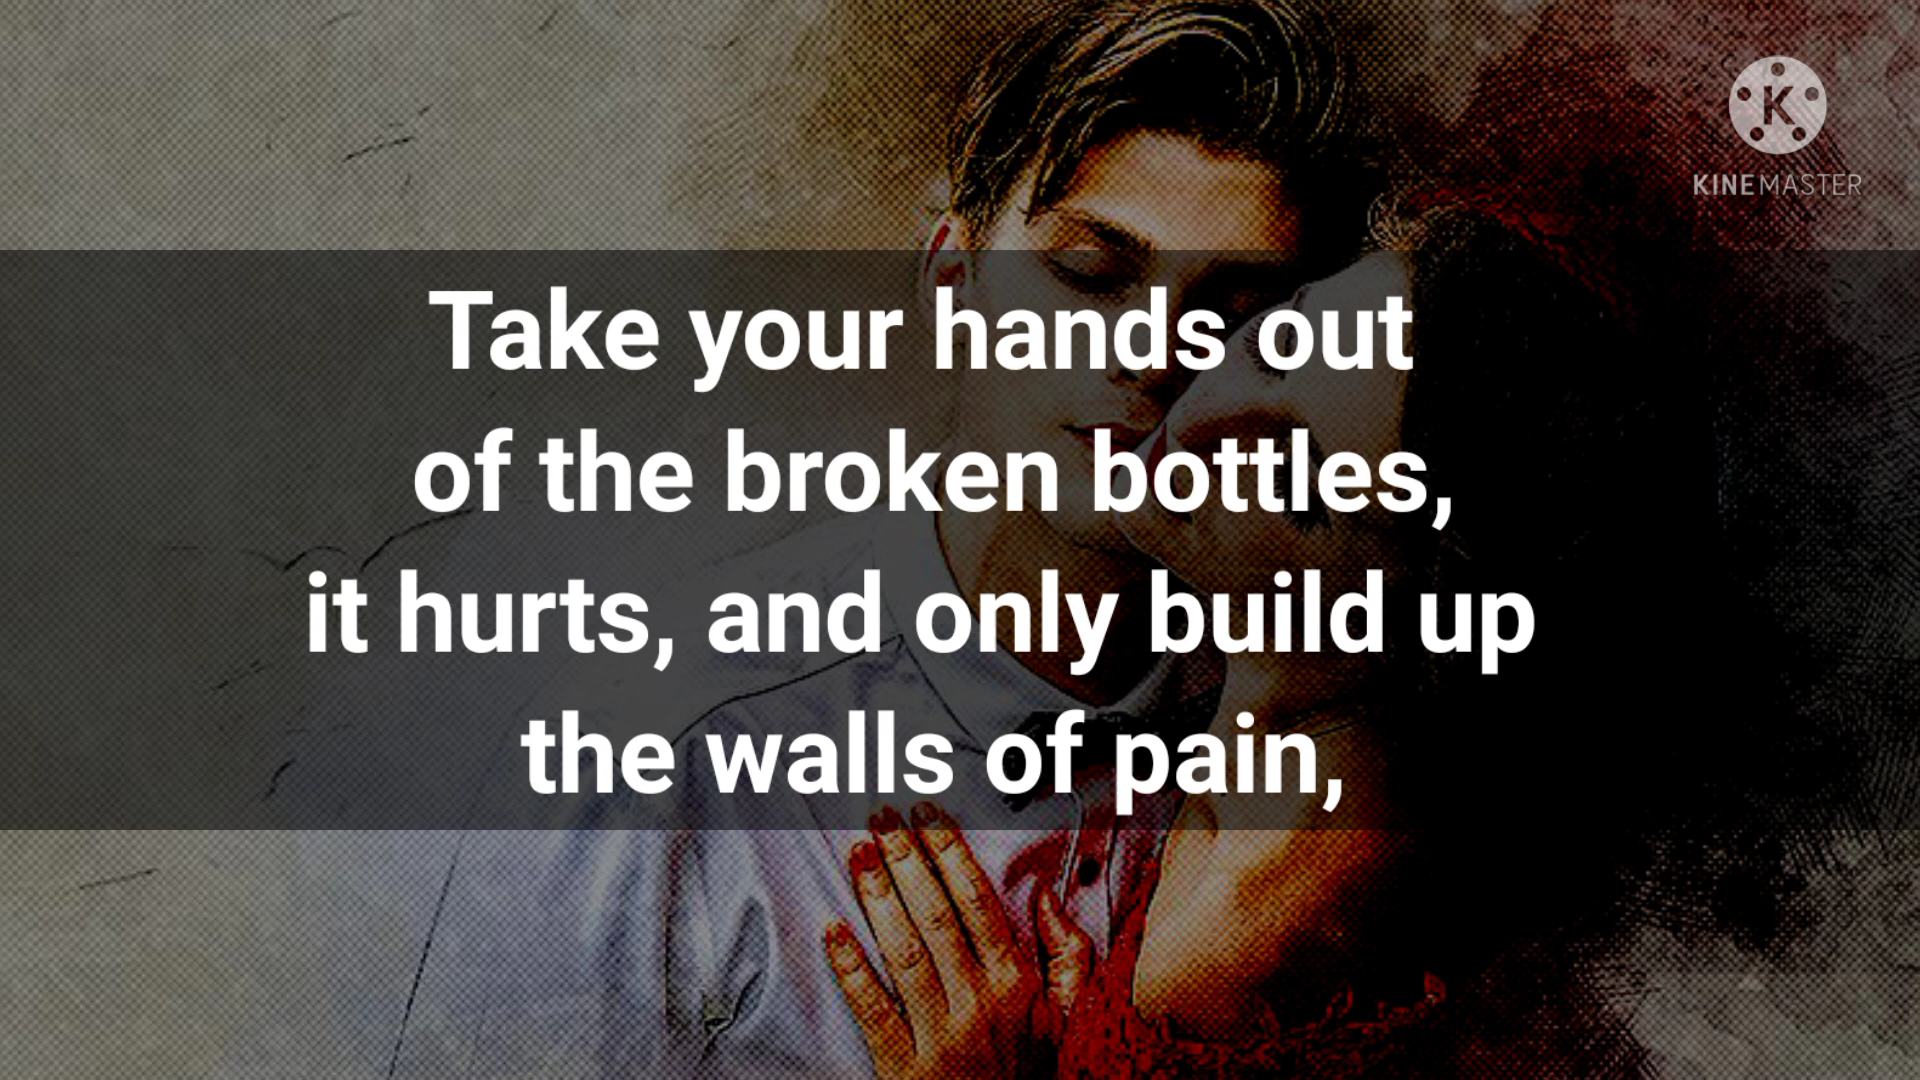 KINEMASTER
Take your hands out
of the broken bottles,
it hurts, and only build up
the walls of pain,